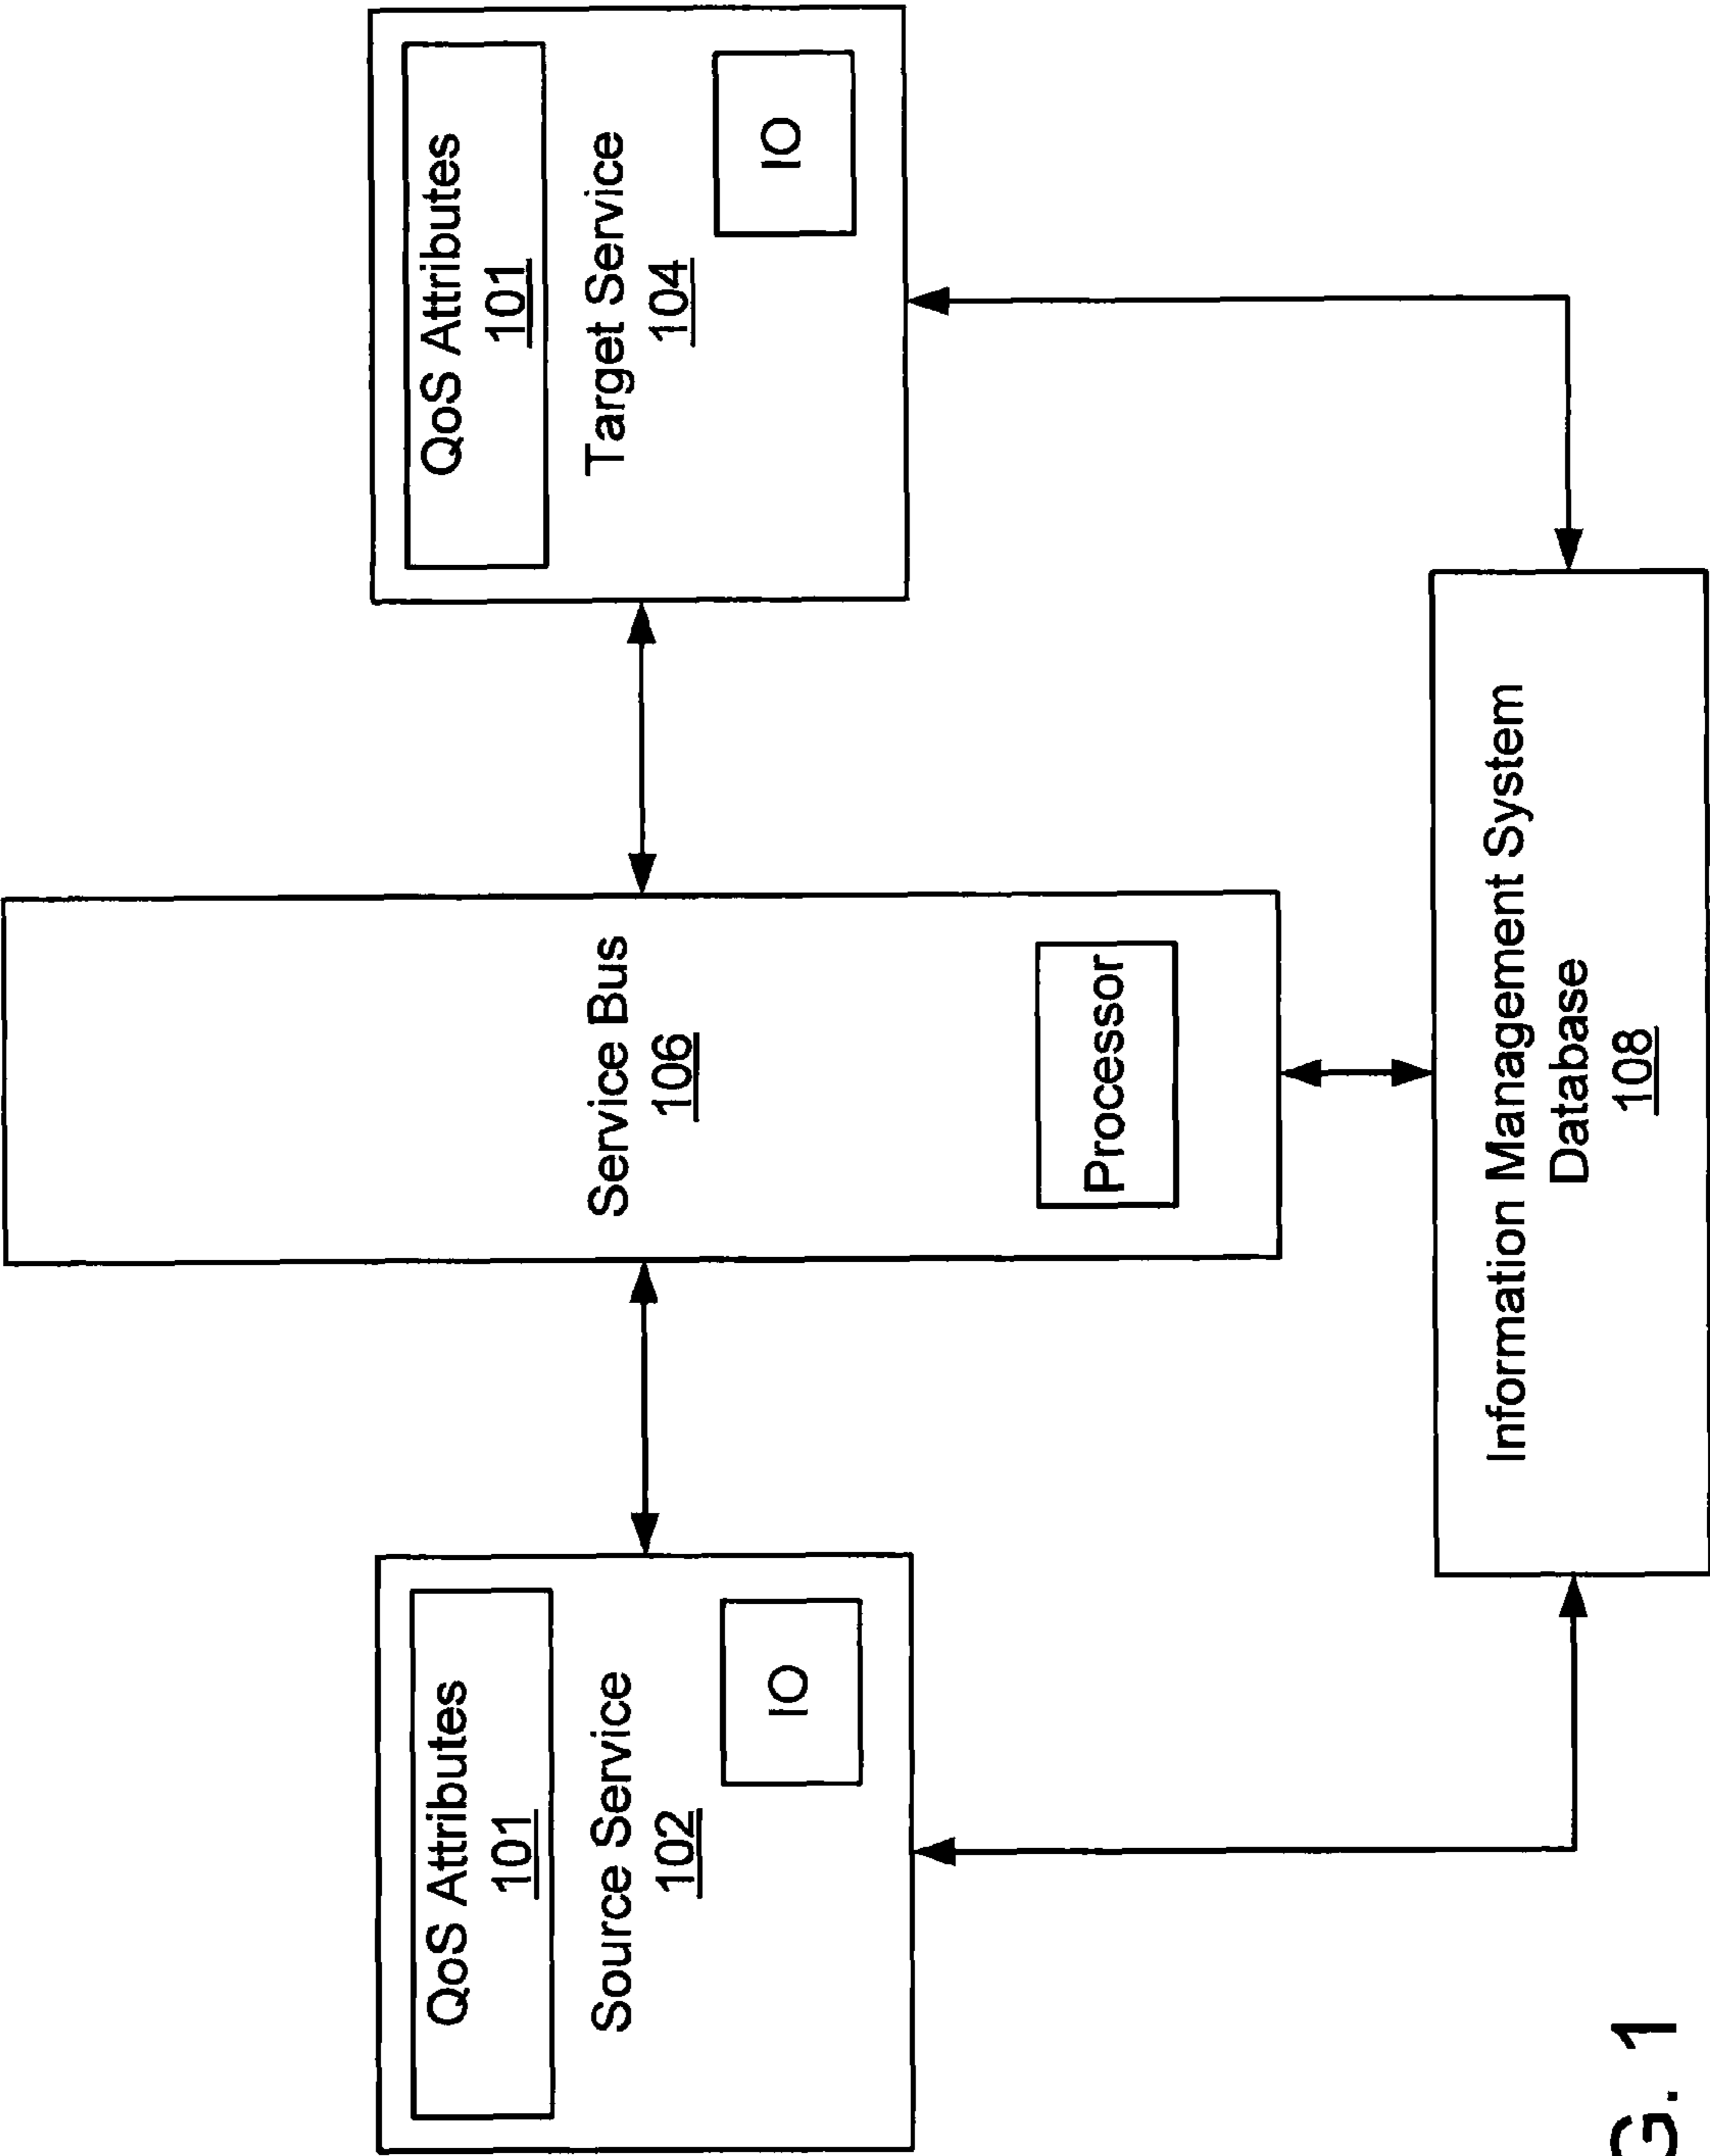 QoS Attributes
101
Source Service
102
IO
Service Bus
106
Processor
QoS Attributes
101
Target Service
104
IO
Information Management System
Database
108
G. 1